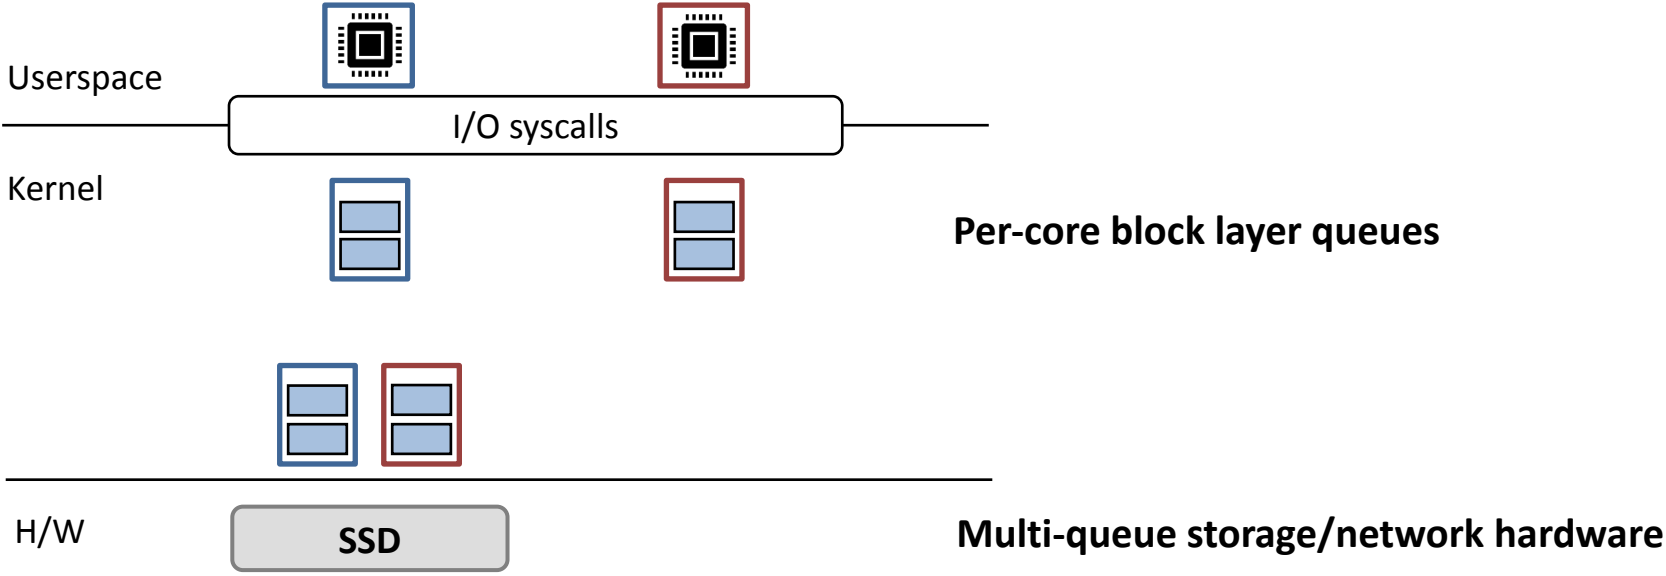 Userspace
I/O syscalls
Kernel
Per-core block layer queues
H/W
SSD
Multi-queue storage/network hardware